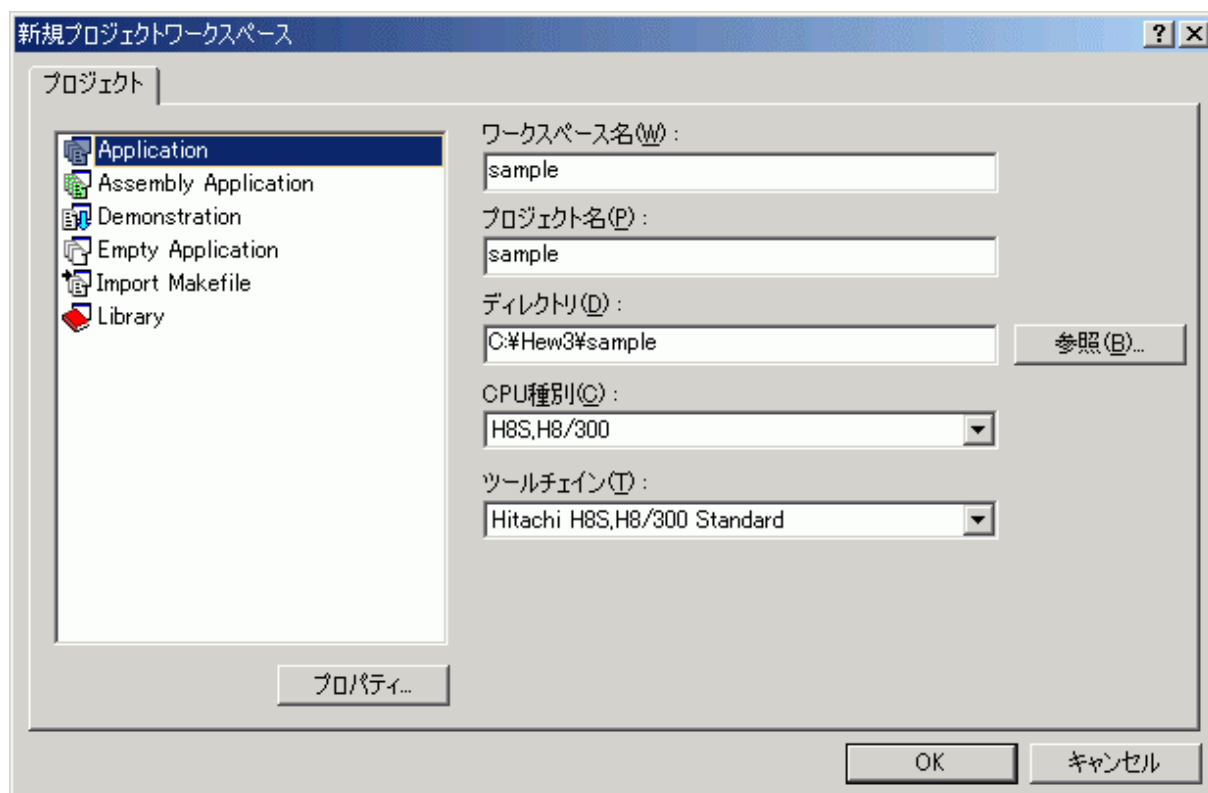 新規プロジェクトワークスペース
プロジェクト
Application
Assembly Application
Demonstration
Empty Application
Import Makefile
Library
プロパティ...
ワークスペース名(W) :
sample
プロジェクト名(P) :
sample
ディレクトリ(D) :
C:¥Hew3¥sample
参照(B)...
CPU種別(C) :
H8S,H8/300
ツールチェイン(T) :
Hitachi H8S,H8/300 Standard
OK
キャンセル